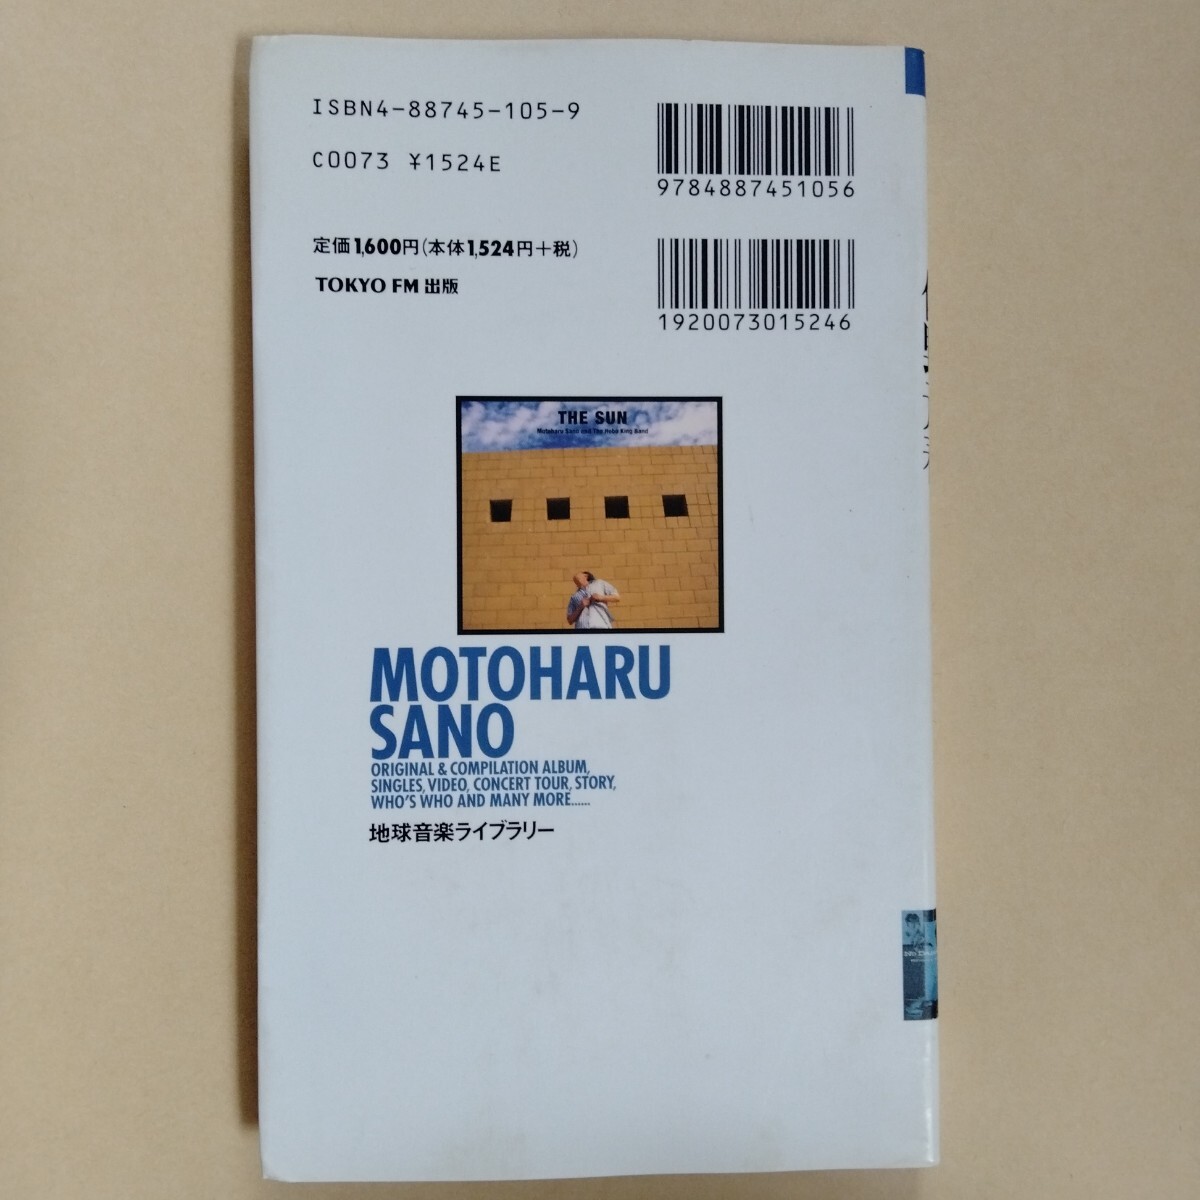 ISBN4-88745-105-9
C0073 ¥1524E
9784887451056
定価1,600円(本体1,524円+税)
TOKYO FM 出版
1920073015246
THE SUN
Motoharu Sano and The Hobo King Band
MOTOHARU
SANO
ORIGINAL & COMPILATION ALBUM,
SINGLES, VIDEO, CONCERT TOUR, STORY,
WHO'S WHO AND MANY MORE......
地球音楽ライブラリー